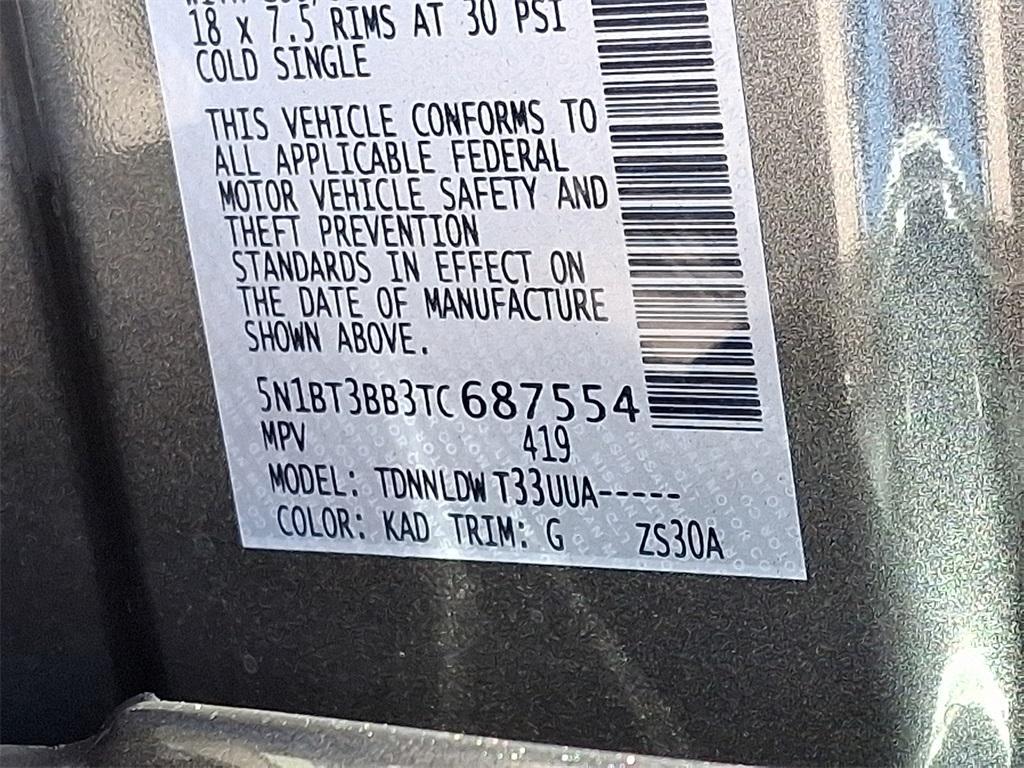 18 x 7.5 RIMS AT 30 PSI
COLD SINGLE
THIS VEHICLE CONFORMS TO
ALL APPLICABLE FEDERAL
MOTOR VEHICLE SAFETY AND
THEFT PREVENTION
STANDARDS IN EFFECT ON
THE DATE OF MANUFACTURE
SHOWN ABOVE.
5N1BT3BB3TC687554
MPV 419
MODEL: TDNNLDW T33UUA-----
COLOR: KAD TRIM: G ZS30A